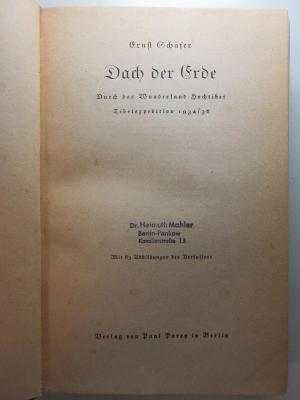 Ernst Schäfer
Dach der Erde
Durch das Wunderland Hochtibet
Tibetexpedition 1934/36
Dr. Helmuth Mahler
Berlin-Pankow
Kavalierstraße 13
Mit 83 Abbildungen des Verfassers
Verlag von Paul Parey in Berlin